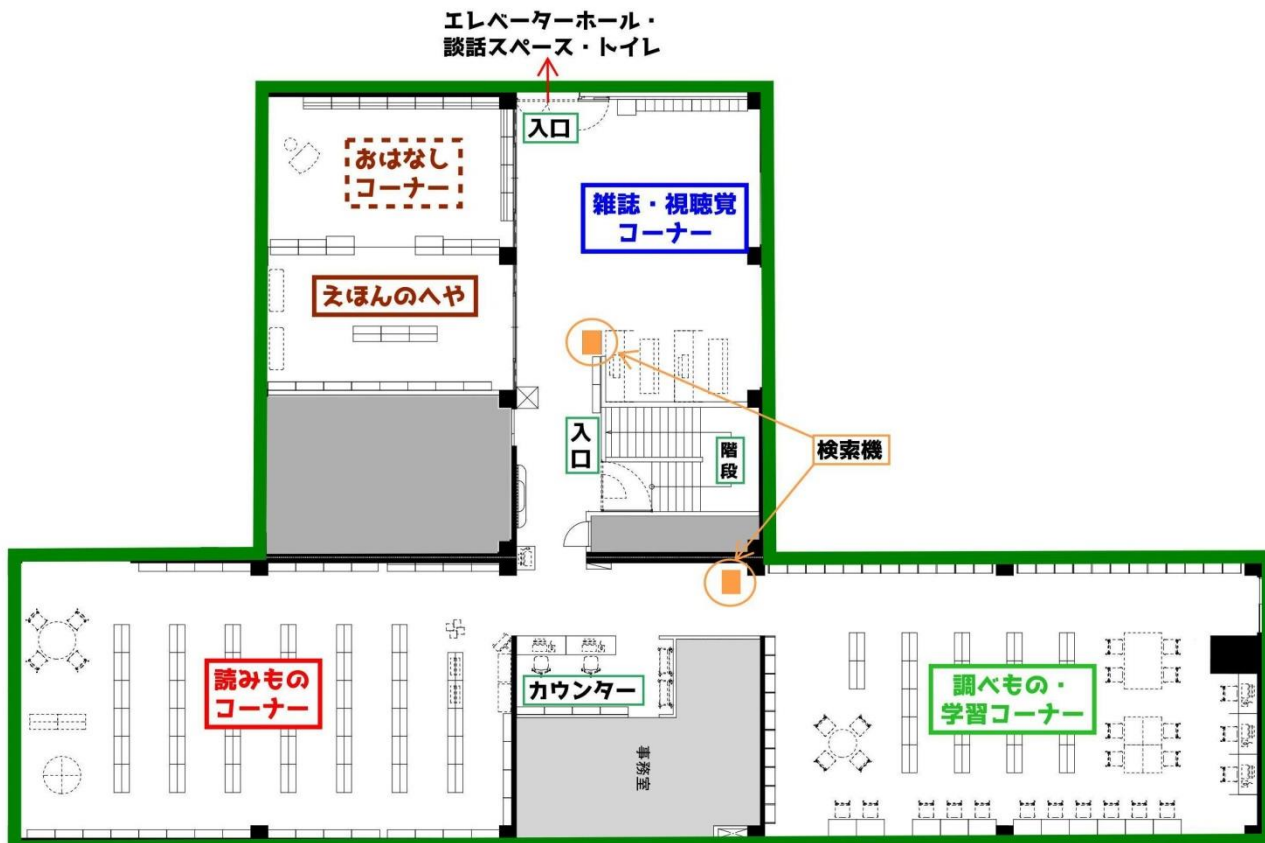 エレベーターホール・
談話スペース・トイレ
入口
おはなし
コーナー
雑誌・視聴覚
コーナー
えほんのへや
入口
階段
検索機
読みもの
コーナー
カウンター
事務室
調べもの・
学習コーナー